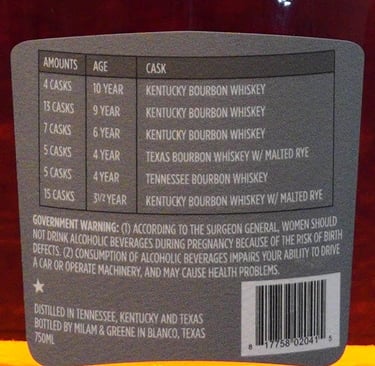 AMOUNTS AGE CASK
4 CASKS 10 YEAR KENTUCKY BOURBON WHISKEY
13 CASKS 9 YEAR KENTUCKY BOURBON WHISKEY
7 CASKS 6 YEAR KENTUCKY BOURBON WHISKEY
5 CASKS 4 YEAR TEXAS BOURBON WHISKEY W/ MALTED RYE
5 CASKS 4 YEAR TENNESSEE BOURBON WHISKEY
15 CASKS 31/2 YEAR KENTUCKY BOURBON WHISKEY W/ MALTED RYE
GOVERNMENT WARNING: (1) ACCORDING TO THE SURGEON GENERAL, WOMEN SHOULD
NOT DRINK ALCOHOLIC BEVERAGES DURING PREGNANCY BECAUSE OF THE RISK OF BIRTH
DEFECTS. (2) CONSUMPTION OF ALCOHOLIC BEVERAGES IMPAIRS YOUR ABILITY TO DRIVE
A CAR OR OPERATE MACHINERY, AND MAY CAUSE HEALTH PROBLEMS.
DISTILLED IN TENNESSEE, KENTUCKY AND TEXAS
BOTTLED BY MILAM & GREENE IN BLANCO, TEXAS
750ML
8 17758 02041 5